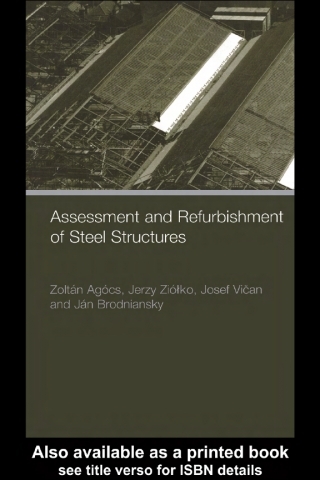 Assessment and Refurbishment
of Steel Structures
Zoltán Agócs, Jerzy Ziółko, Josef Vičan
and Ján Brodniansky
Also available as a printed book
see title verso for ISBN details